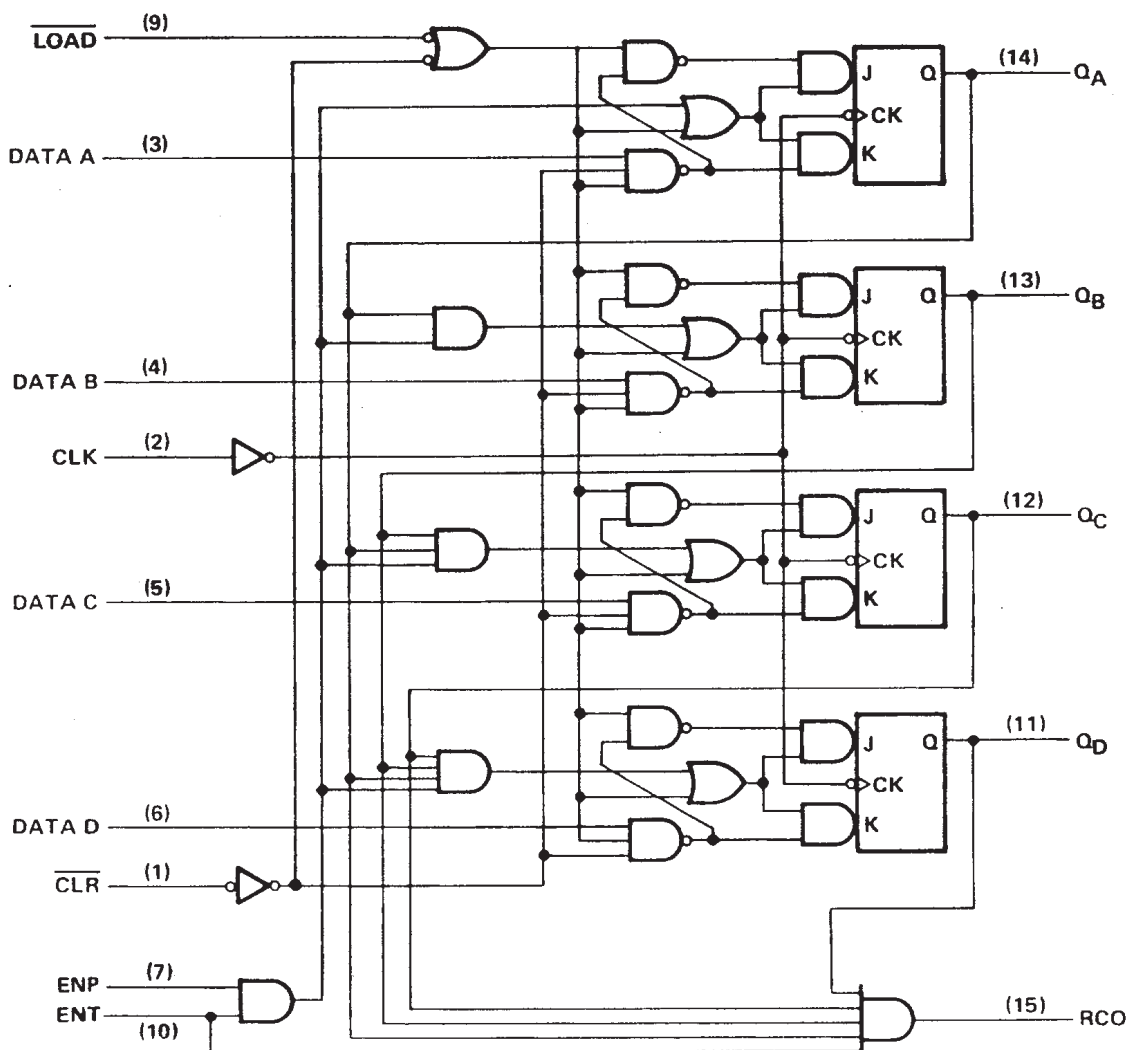 LOAD (9)
(14) QA
J Q
CK
K
DATA A (3)
(13) QB
J Q
CK
K
DATA B (4)
CLK (2)
(12) QC
J Q
CK
K
DATA C (5)
(11) QD
J Q
CK
K
DATA D (6)
CLR (1)
ENP (7)
ENT (10)
(15) RCO